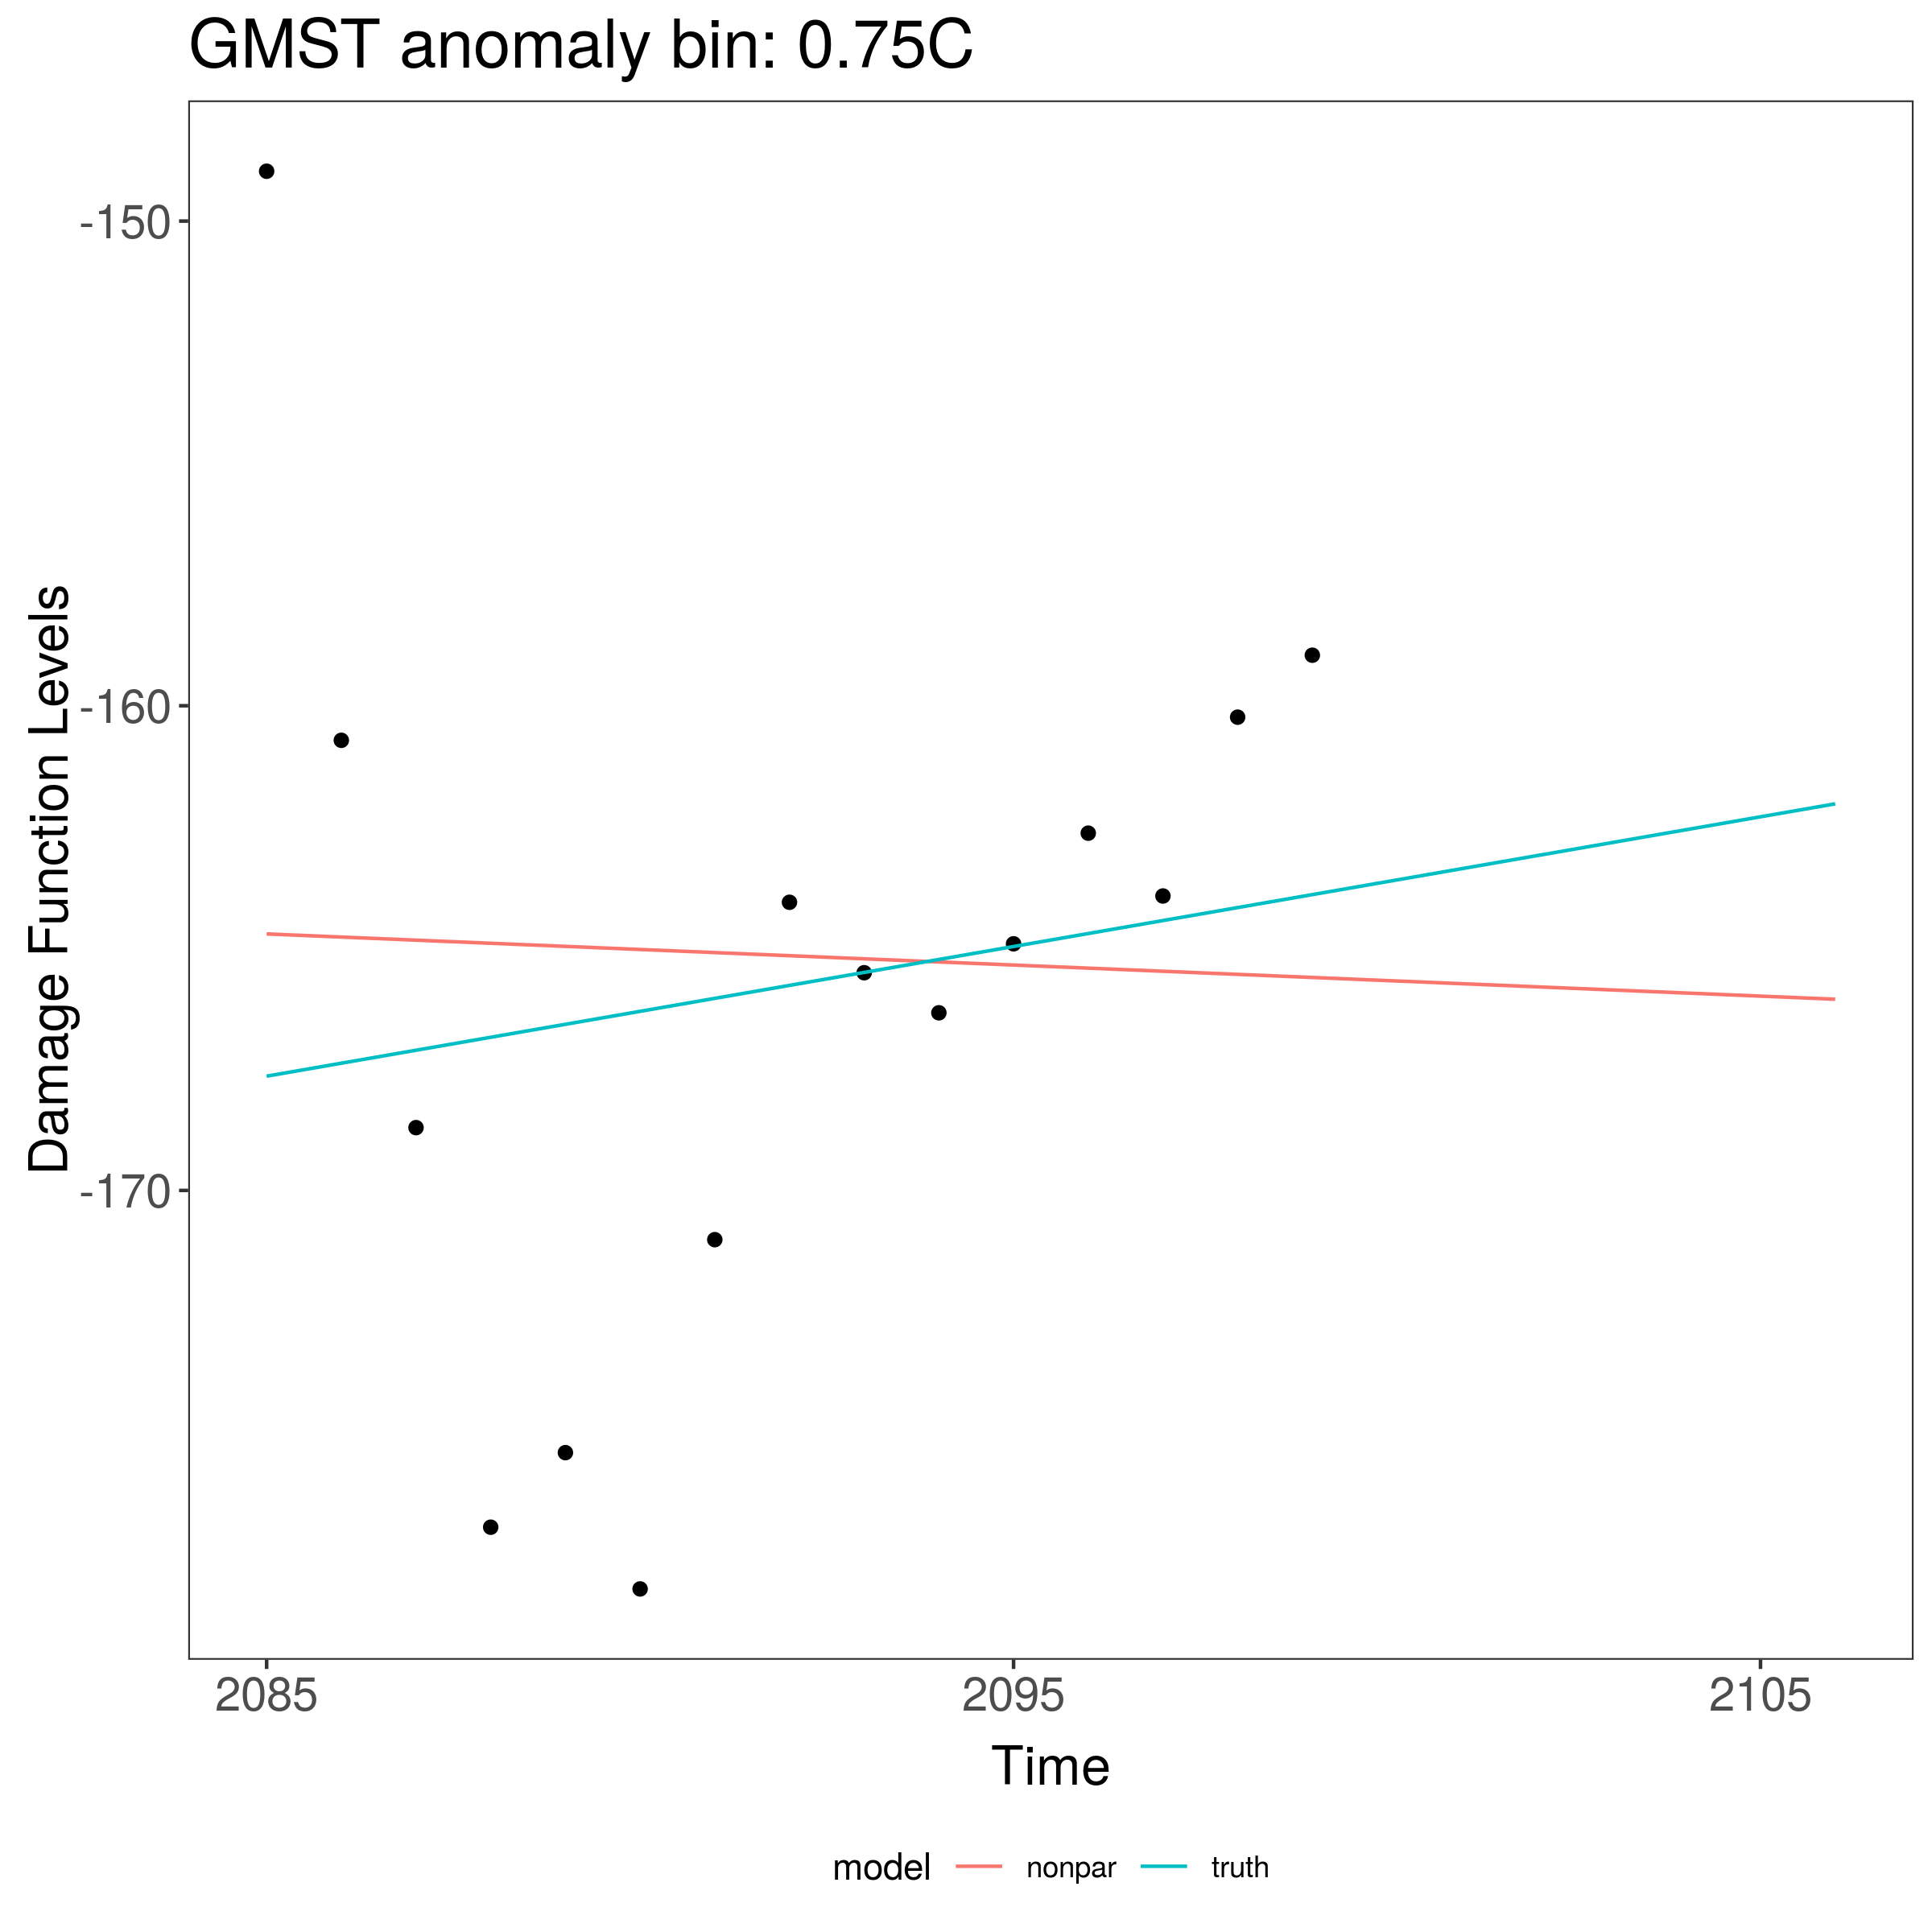 GMST anomaly bin: 0.75C
Damage Function Levels
-150
-160
-170
2085 2095 2105
Time
model nonpar truth